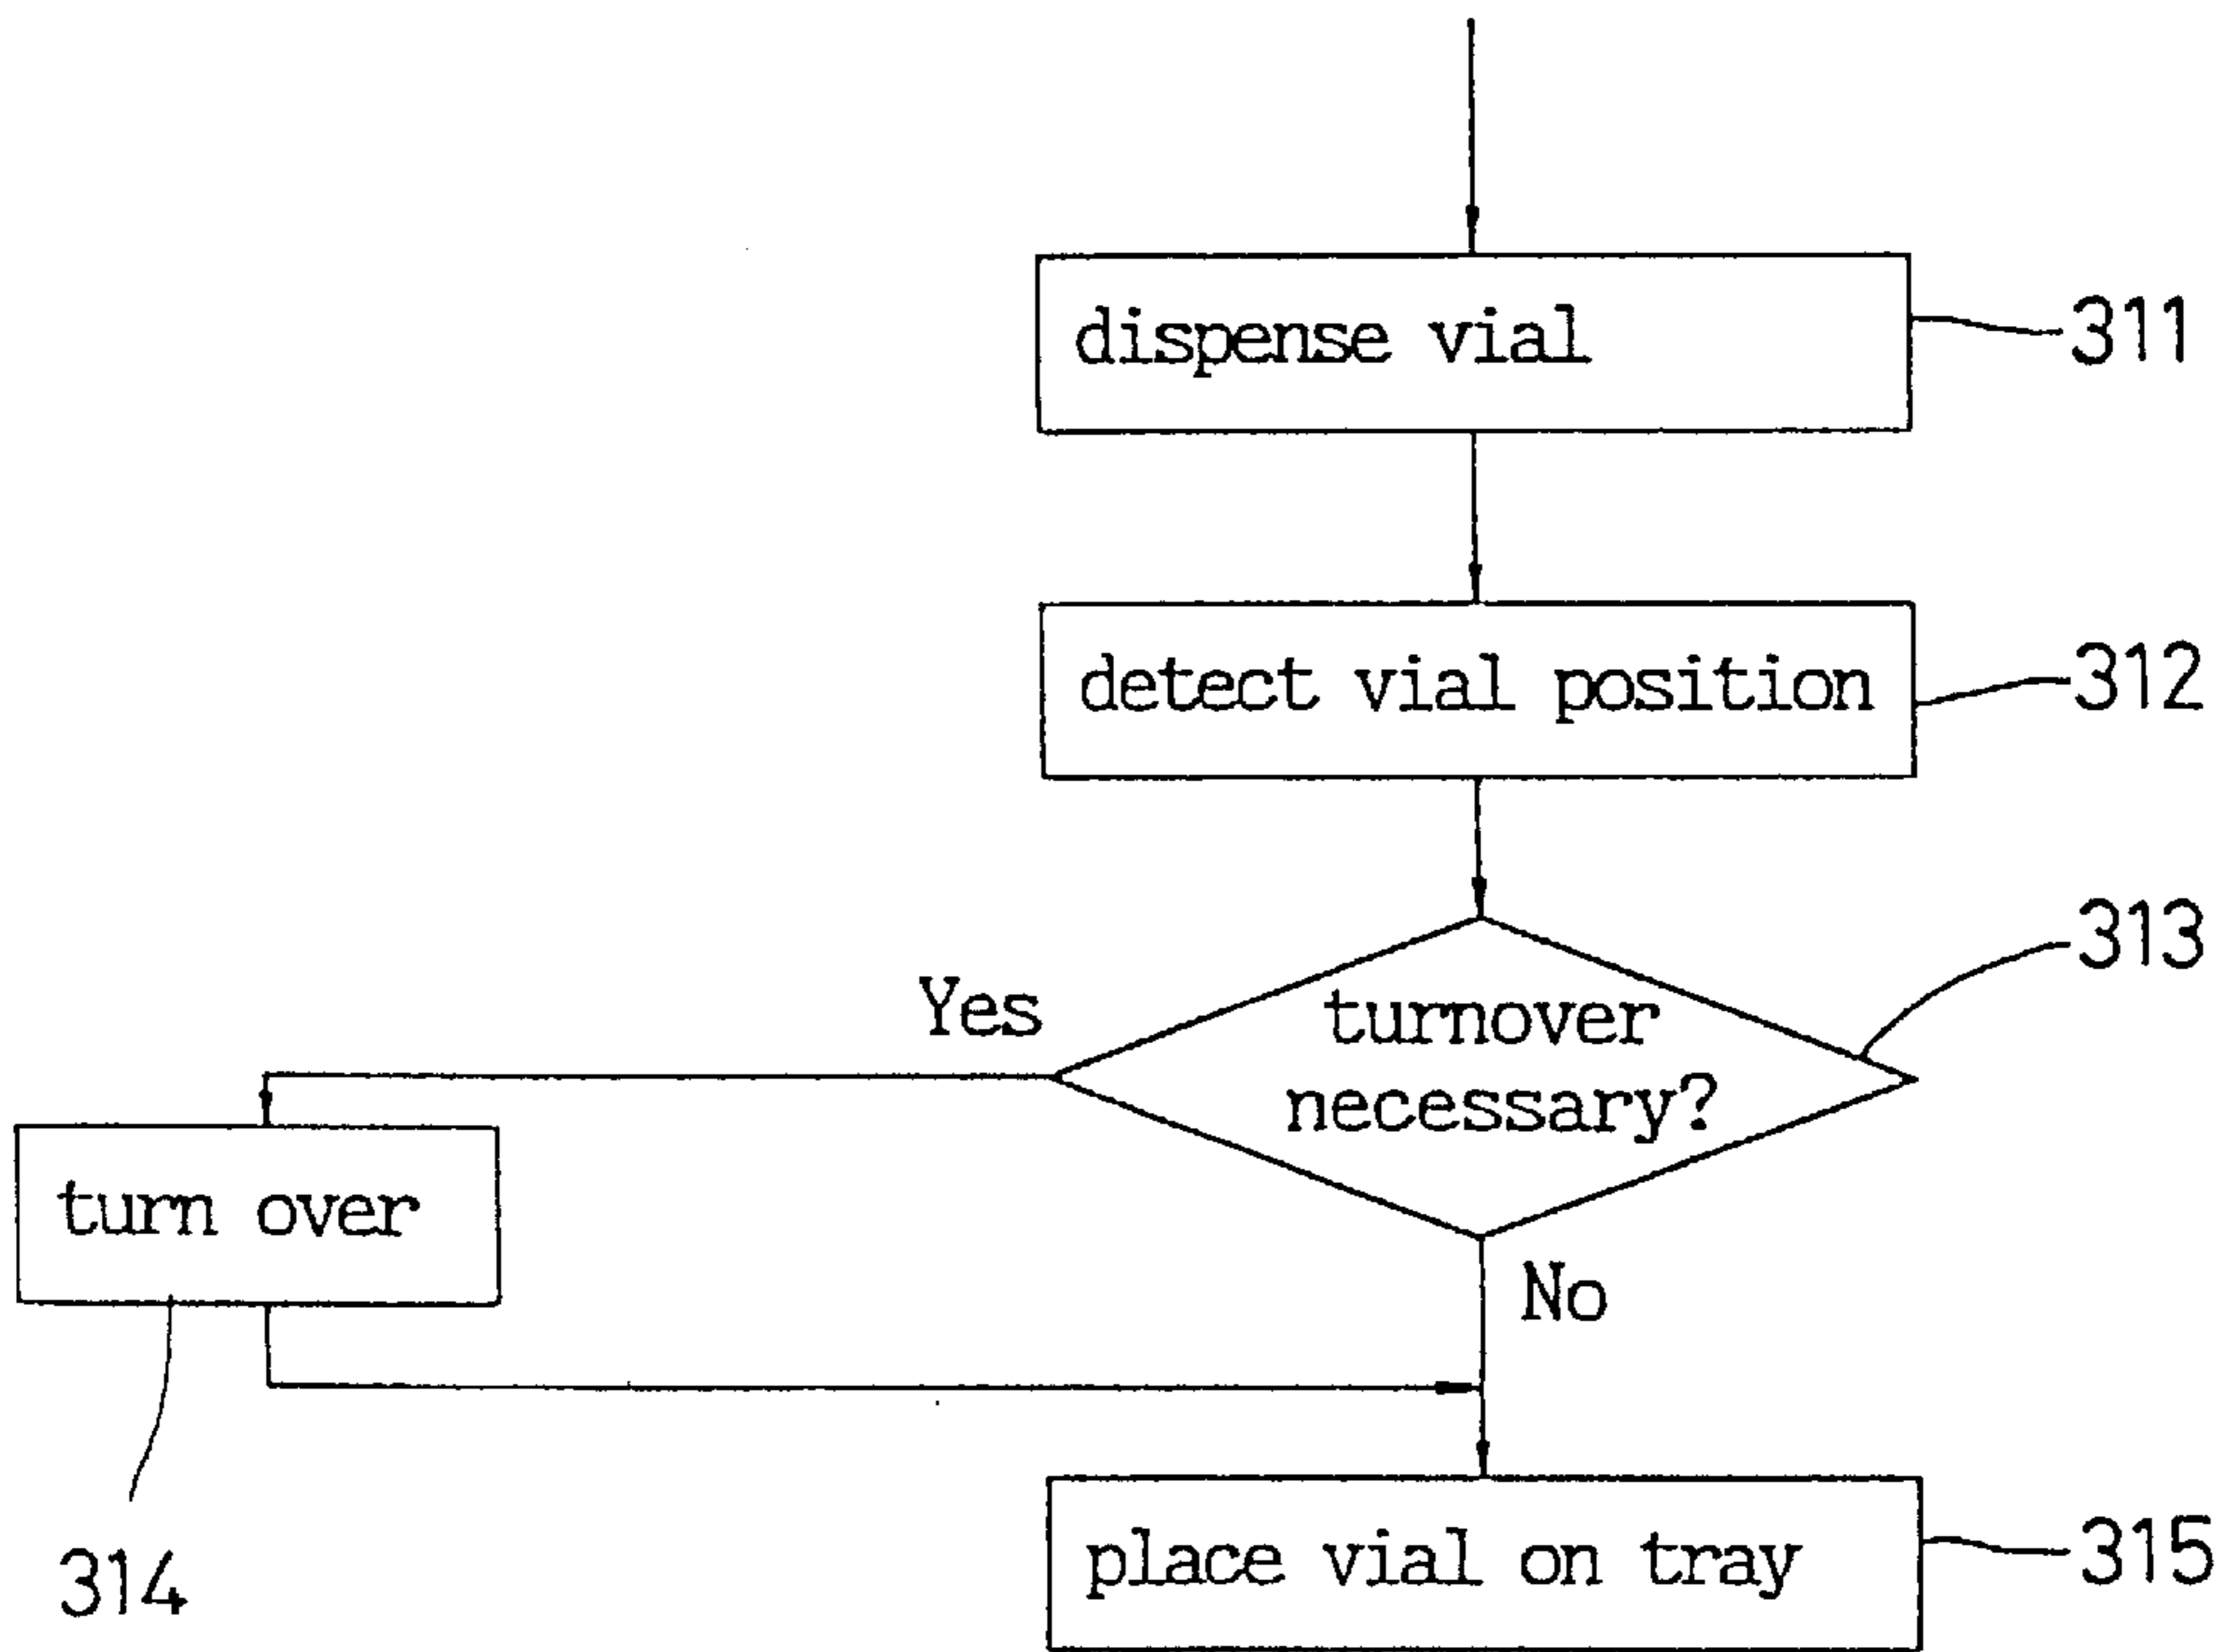 dispense vial
311
detect vial position
312
313
Yes
turnover
necessary?
turn over
No
314
place vial on tray
315